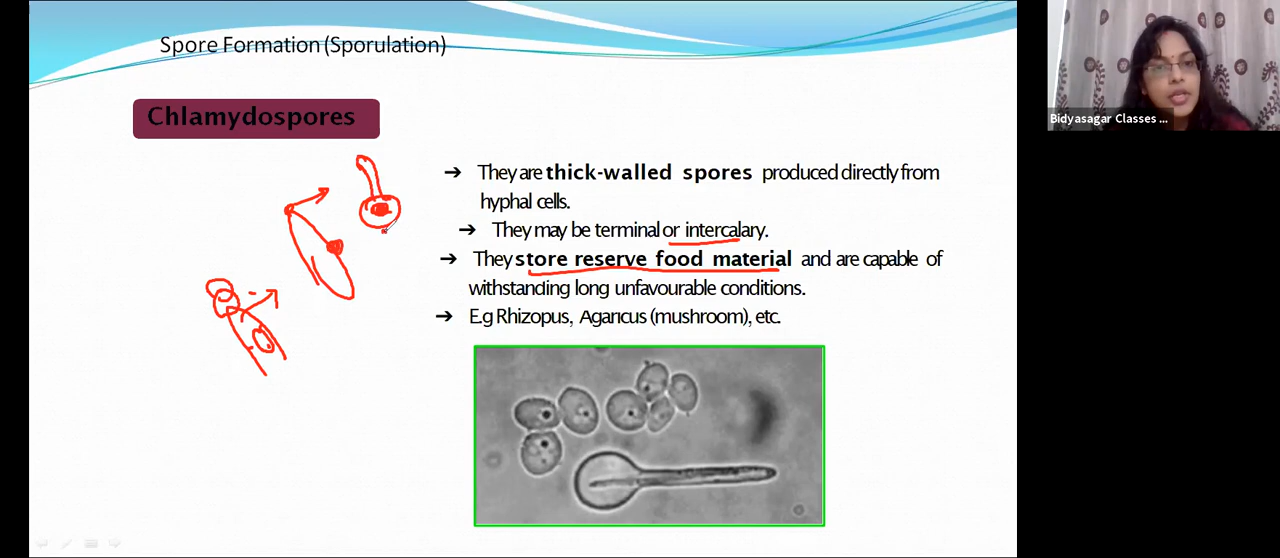 Spore Formation (Sporulation)
Bidyasagar Classes ...
Chlamydospores
➔ They are thick-walled spores produced directly from
hyphal cells.
➔ They may be terminal or intercalary.
➔ They store reserve food material and are capable of
withstanding long unfavourable conditions.
➔ E.g Rhizopus, Agaricus (mushroom), etc.